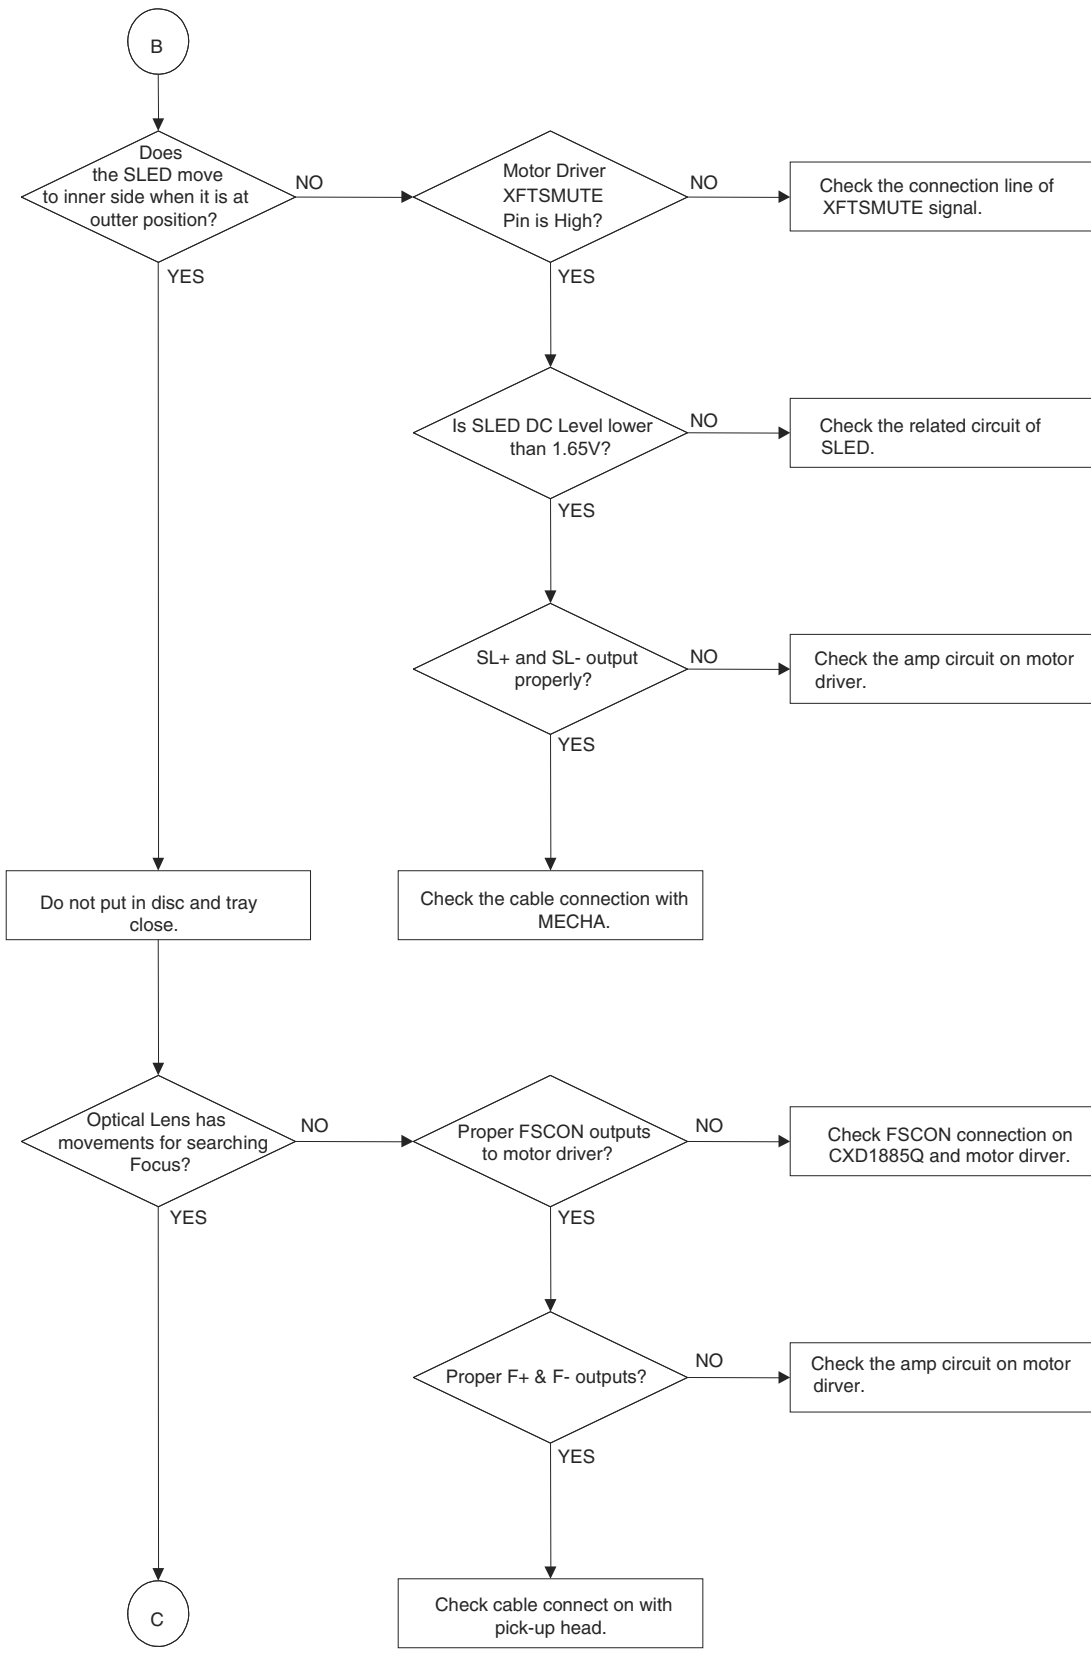 B
Does
the SLED move
to inner side when it is at
outter position?
NO
Motor Driver
XFTSMUTE
Pin is High?
NO
Check the connection line of
XFTSMUTE signal.
YES
YES
Is SLED DC Level lower
than 1.65V?
NO
Check the related circuit of
SLED.
YES
SL+ and SL- output
properly?
NO
Check the amp circuit on motor
driver.
YES
Do not put in disc and tray
close.
Check the cable connection with
MECHA.
Optical Lens has
movements for searching
Focus?
NO
Proper FSCON outputs
to motor driver?
NO
Check FSCON connection on
CXD1885Q and motor dirver.
YES
YES
Proper F+ & F- outputs?
NO
Check the amp circuit on motor
dirver.
YES
C
Check cable connect on with
pick-up head.